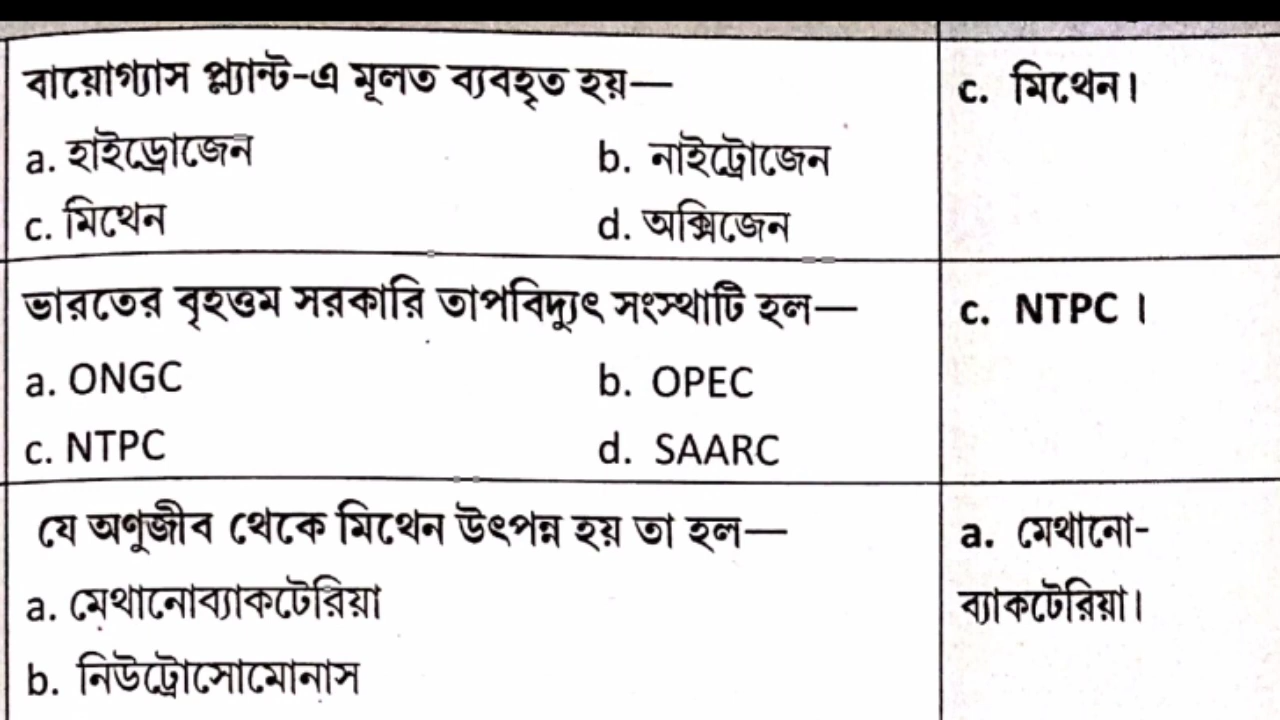 বায়োগ্যাস প্ল্যান্ট-এ মূলত ব্যবহৃত হয়—
a. হাইড্রোজেন b. নাইট্রোজেন
c. মিথেন d. অক্সিজেন
c. মিথেন।
ভারতের বৃহত্তম সরকারি তাপবিদ্যুৎ সংস্থাটি হল—
a. ONGC b. OPEC
c. NTPC d. SAARC
c. NTPC ।
যে অণুজীব থেকে মিথেন উৎপন্ন হয় তা হল—
a. মেথানোব্যাকটেরিয়া
b. নিউট্রোসোমোনাস
a. মেথানো-
ব্যাকটেরিয়া।